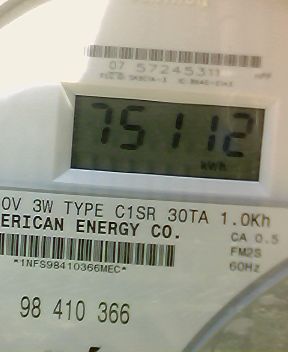 07 57245311
75112
kWh
0V 3W TYPE C1SR 30TA 1.0Kh
ERICAN ENERGY CO.
CA 0.5
FM2S
60Hz
*1NFS98410366MEC*
98 410 366